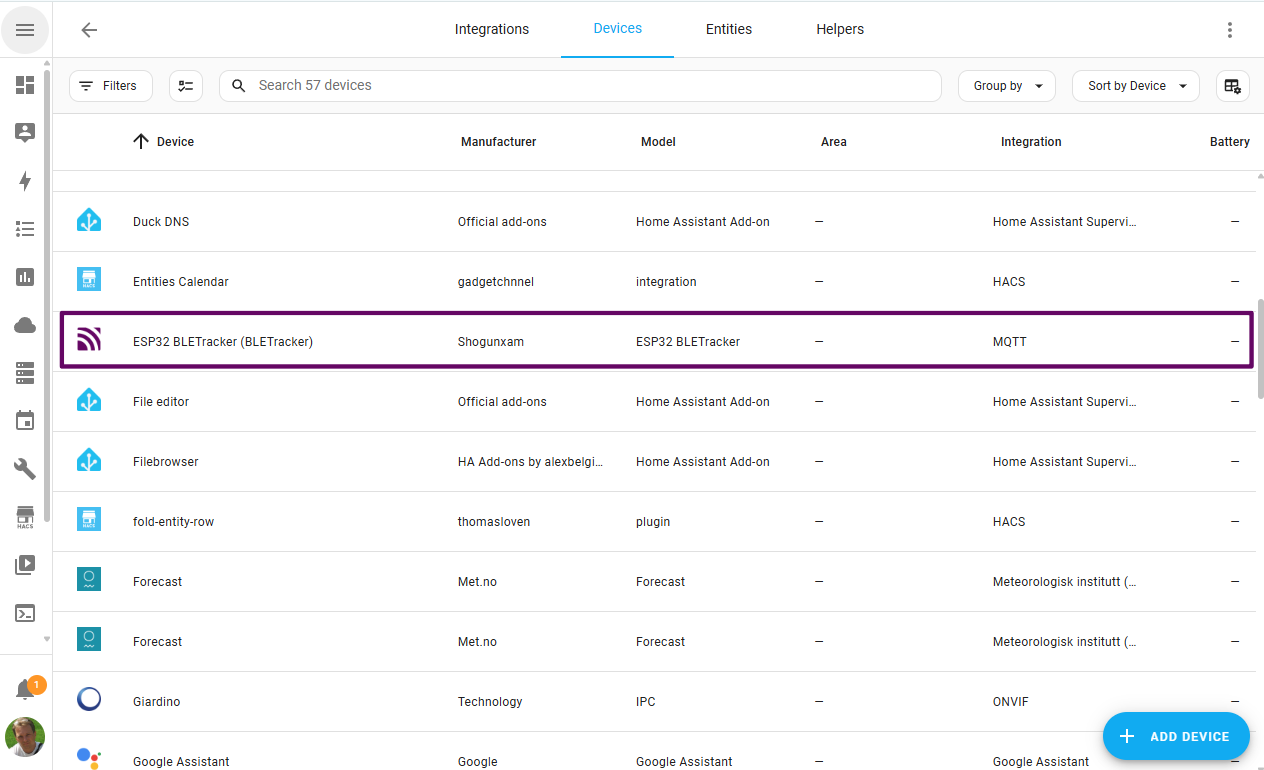 Integrations Devices Entities Helpers
Filters Search 57 devices Group by Sort by Device
Device Manufacturer Model Area Integration Battery
Duck DNS Official add-ons Home Assistant Add-on — Home Assistant Supervi... —
HACS Entities Calendar gadgetchnnel integration — HACS —
ESP32 BLETracker (BLETracker) Shogunxam ESP32 BLETracker — MQTT —
File editor Official add-ons Home Assistant Add-on — Home Assistant Supervi... —
Filebrowser HA Add-ons by alexbelgi... Home Assistant Add-on — Home Assistant Supervi... —
HACS HACS fold-entity-row thomasloven plugin — HACS —
Forecast Met.no Forecast — Meteorologisk institutt (... —
Forecast Met.no Forecast — Meteorologisk institutt (... —
1 Giardino Technology IPC — ONVIF —
ADD DEVICE
Google Assistant Google Google Assistant — Google Assistant —